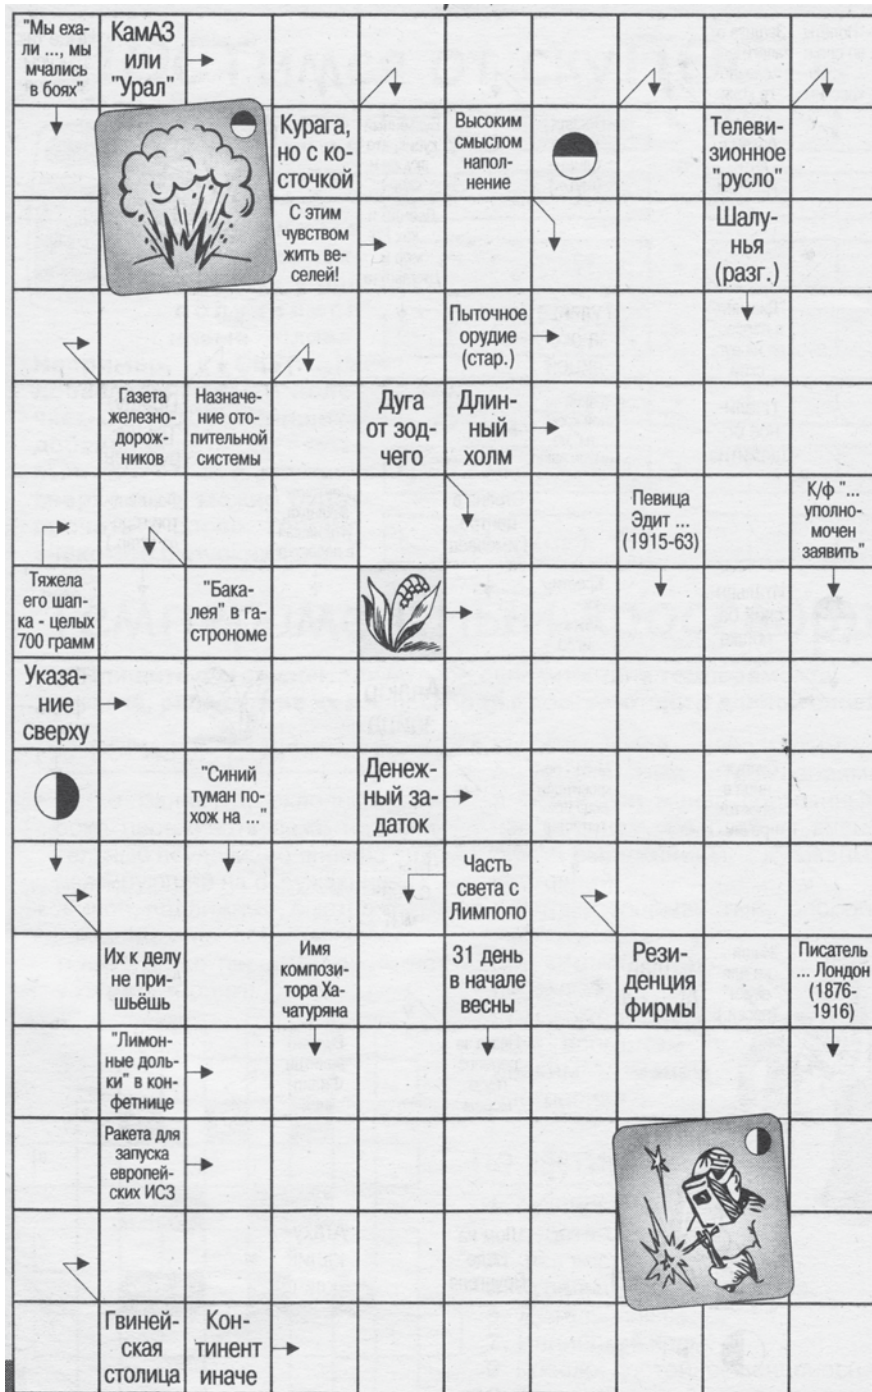 "Мы еха-
ли ..., мы
мчались
в боях"
КамАЗ
или
"Урал"
Курага,
но с ко-
сточкой
Высоким
смыслом
напол-
нение
Телеви-
зионное
"русло"
С этим
чувством
жить ве-
селей!
Шалу-
нья
(разг.)
Пыточное
орудие
(стар.)
Газета
железно-
дорож-
ников
Назначе-
ние ото-
пительной
системы
Дуга
от зод-
чего
Длин-
ный
холм
Певица
Эдит ...
(1915-63)
К/ф "...
уполно-
мочен
заявить"
Тяжела
его шап-
ка - целых
700 грамм
"Бака-
лея" в га-
строноме
Указа-
ние
сверху
"Синий
туман по-
хож на ..."
Денеж-
ный за-
даток
Часть
света с
Лимпопо
Их к делу
не при-
шьёшь
Имя
компози-
тора Ха-
чатуряна
31 день
в начале
весны
Рези-
денция
фирмы
Писатель
... Лондон
(1876-
1916)
"Лимон-
ные доль-
ки" в кон-
фетнице
Ракета для
запуска
европей-
ских ИСЗ
Гвиней-
ская
столица
Кон-
тинент
иначе